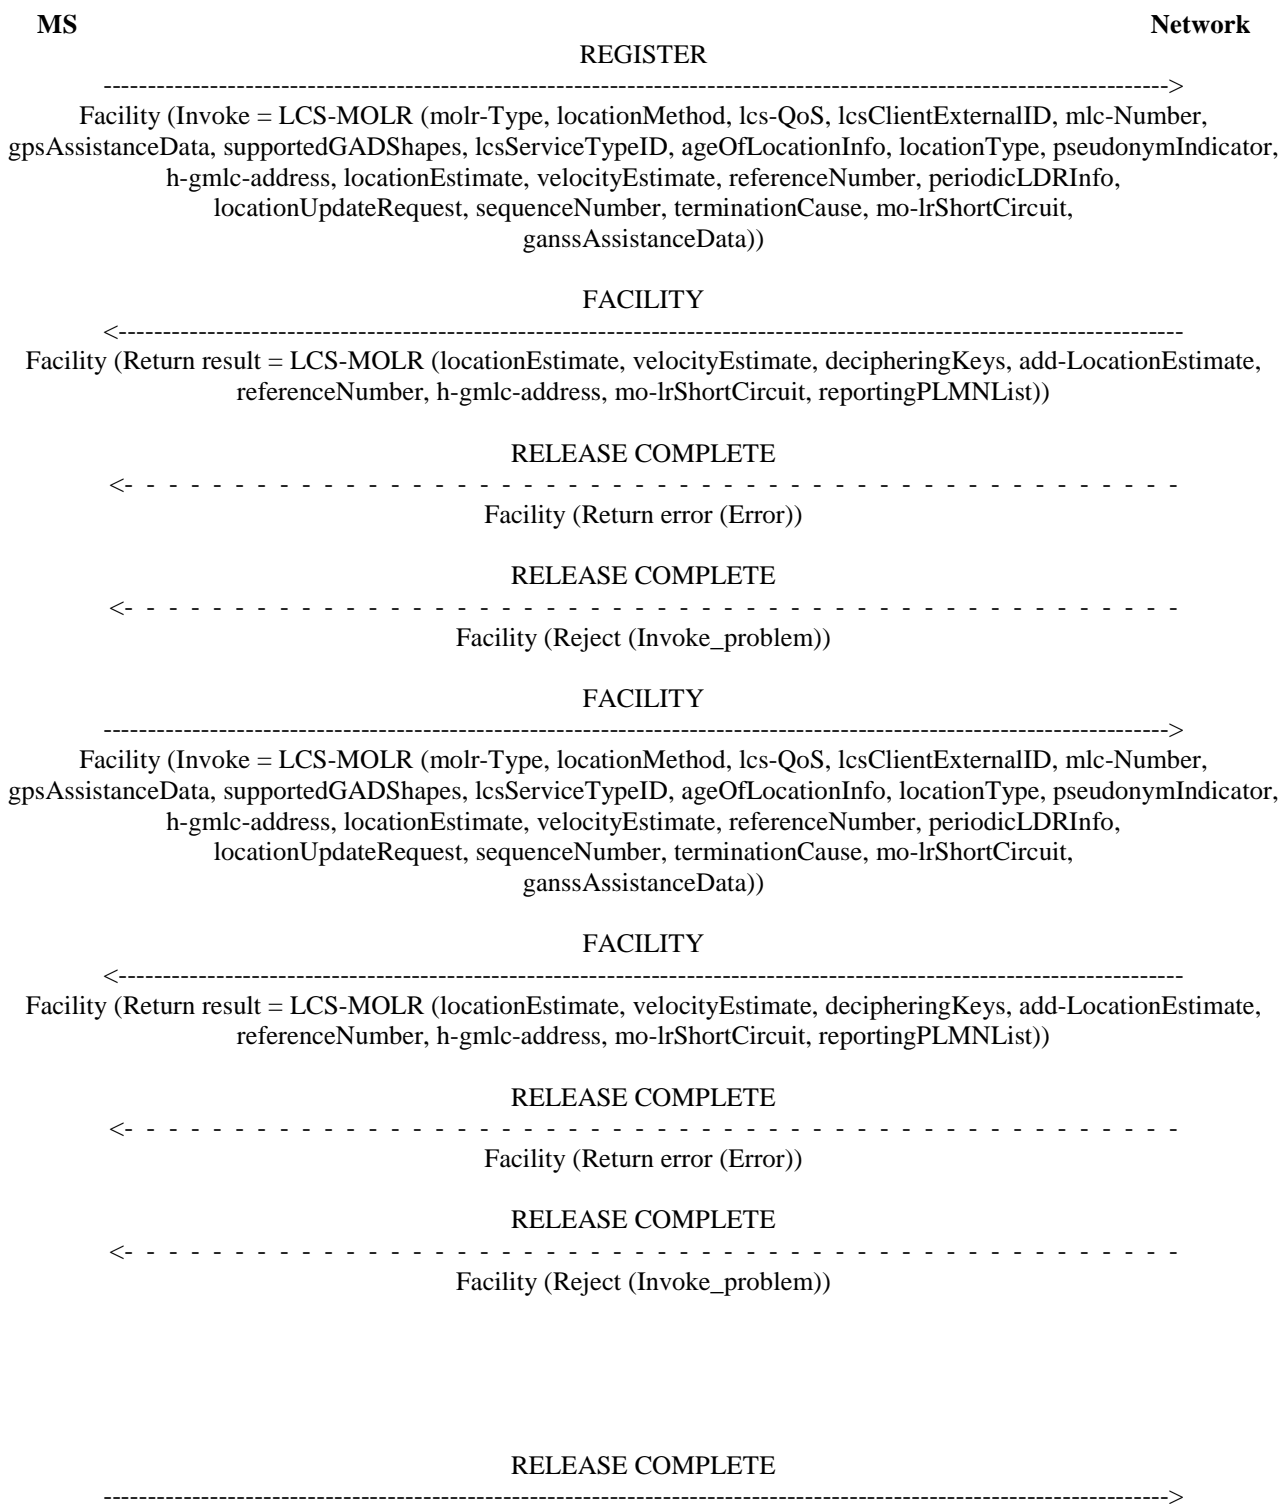 MS Network
REGISTER
------------------------------------------------------------------------------------------------------------------------>
Facility (Invoke = LCS-MOLR (molr-Type, locationMethod, lcs-QoS, lcsClientExternalID, mlc-Number,
gpsAssistanceData, supportedGADShapes, lcsServiceTypeID, ageOfLocationInfo, locationType, pseudonymIndicator,
h-gmlc-address, locationEstimate, velocityEstimate, referenceNumber, periodicLDRInfo,
locationUpdateRequest, sequenceNumber, terminationCause, mo-lrShortCircuit,
ganssAssistanceData))
FACILITY
<------------------------------------------------------------------------------------------------------------------------
Facility (Return result = LCS-MOLR (locationEstimate, velocityEstimate, decipheringKeys, add-LocationEstimate,
referenceNumber, h-gmlc-address, mo-lrShortCircuit, reportingPLMNList))
RELEASE COMPLETE
<- - - - - - - - - - - - - - - - - - - - - - - - - - - - - - - - - - - - - - - - - - - - - - - - - - - - - - - - -
Facility (Return error (Error))
RELEASE COMPLETE
<- - - - - - - - - - - - - - - - - - - - - - - - - - - - - - - - - - - - - - - - - - - - - - - - - - - - - - - - -
Facility (Reject (Invoke_problem))
FACILITY
------------------------------------------------------------------------------------------------------------------------>
Facility (Invoke = LCS-MOLR (molr-Type, locationMethod, lcs-QoS, lcsClientExternalID, mlc-Number,
gpsAssistanceData, supportedGADShapes, lcsServiceTypeID, ageOfLocationInfo, locationType, pseudonymIndicator,
h-gmlc-address, locationEstimate, velocityEstimate, referenceNumber, periodicLDRInfo,
locationUpdateRequest, sequenceNumber, terminationCause, mo-lrShortCircuit,
ganssAssistanceData))
FACILITY
<------------------------------------------------------------------------------------------------------------------------
Facility (Return result = LCS-MOLR (locationEstimate, velocityEstimate, decipheringKeys, add-LocationEstimate,
referenceNumber, h-gmlc-address, mo-lrShortCircuit, reportingPLMNList))
RELEASE COMPLETE
<- - - - - - - - - - - - - - - - - - - - - - - - - - - - - - - - - - - - - - - - - - - - - - - - - - - - - - - - -
Facility (Return error (Error))
RELEASE COMPLETE
<- - - - - - - - - - - - - - - - - - - - - - - - - - - - - - - - - - - - - - - - - - - - - - - - - - - - - - - - -
Facility (Reject (Invoke_problem))
RELEASE COMPLETE
------------------------------------------------------------------------------------------------------------------------>